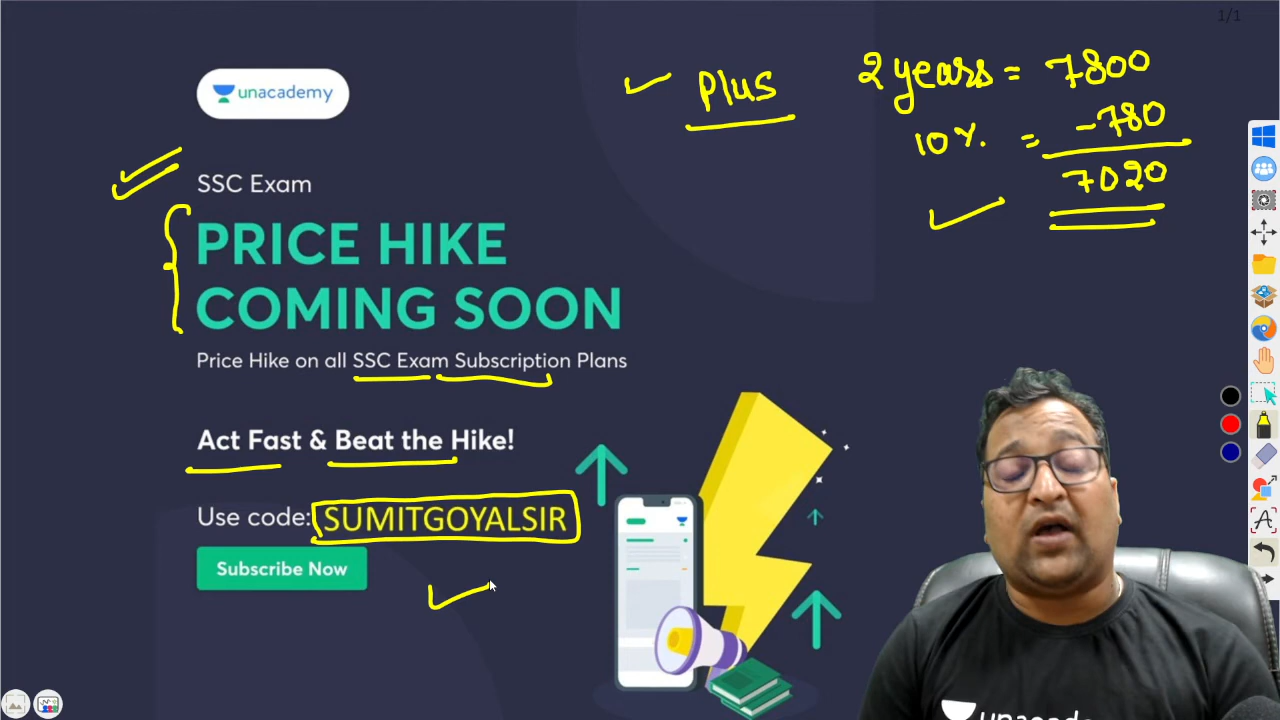 1/1
unacademy
Plus
2 years = 7800
10 %. = -780
7020
SSC Exam
PRICE HIKE
COMING SOON
Price Hike on all SSC Exam Subscription Plans
Act Fast & Beat the Hike!
Use code: SUMITGOYALSIR
Subscribe Now